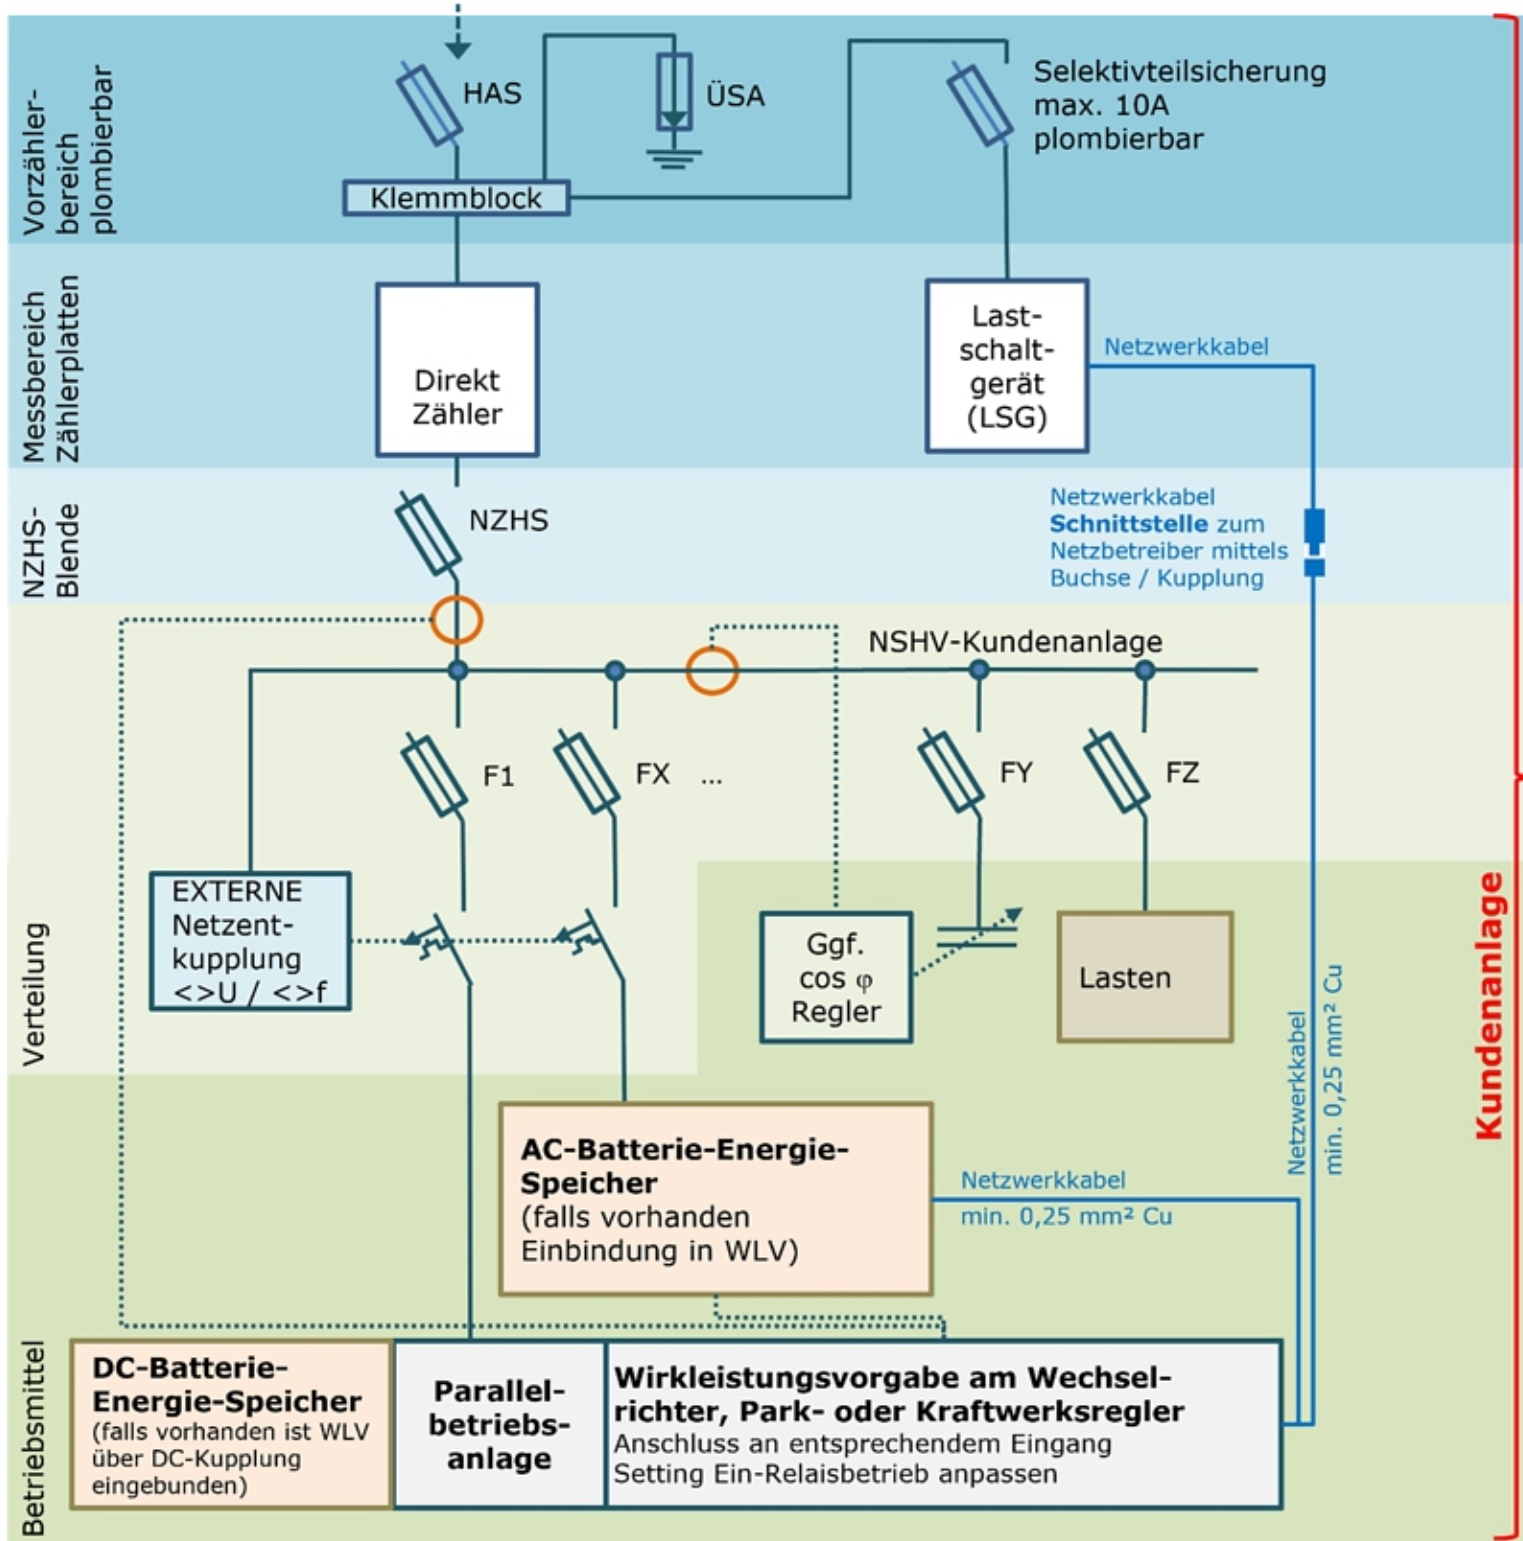 Vorzähler-
bereich
plombierbar
HAS
ÜSA
Selektivteilsicherung
max. 10A
plombierbar
Klemmblock
Messbereich
Zählerplatten
Direkt
Zähler
Last-
schalt-
gerät
(LSG)
Netzwerkkabel
NZHS-
Blende
NZHS
Netzwerkkabel
Schnittstelle zum
Netzbetreiber mittels
Buchse / Kupplung
NSHV-Kundenanlage
F1
FX ...
FY
FZ
Verteilung
EXTERNE
Netzent-
kupplung
<>U / <>f
Ggf.
cos φ
Regler
Lasten
Netzwerkkabel
min. 0,25 mm² Cu
Kundenanlage
AC-Batterie-Energie-
Speicher
(falls vorhanden
Einbindung in WLV)
Netzwerkkabel
min. 0,25 mm² Cu
Betriebsmittel
DC-Batterie-
Energie-Speicher
(falls vorhanden ist WLV
über DC-Kupplung
eingebunden)
Parallel-
betriebs-
anlage
Wirkleistungsvorgabe am Wechsel-
richter, Park- oder Kraftwerksregler
Anschluss an entsprechendem Eingang
Setting Ein-Relaisbetrieb anpassen